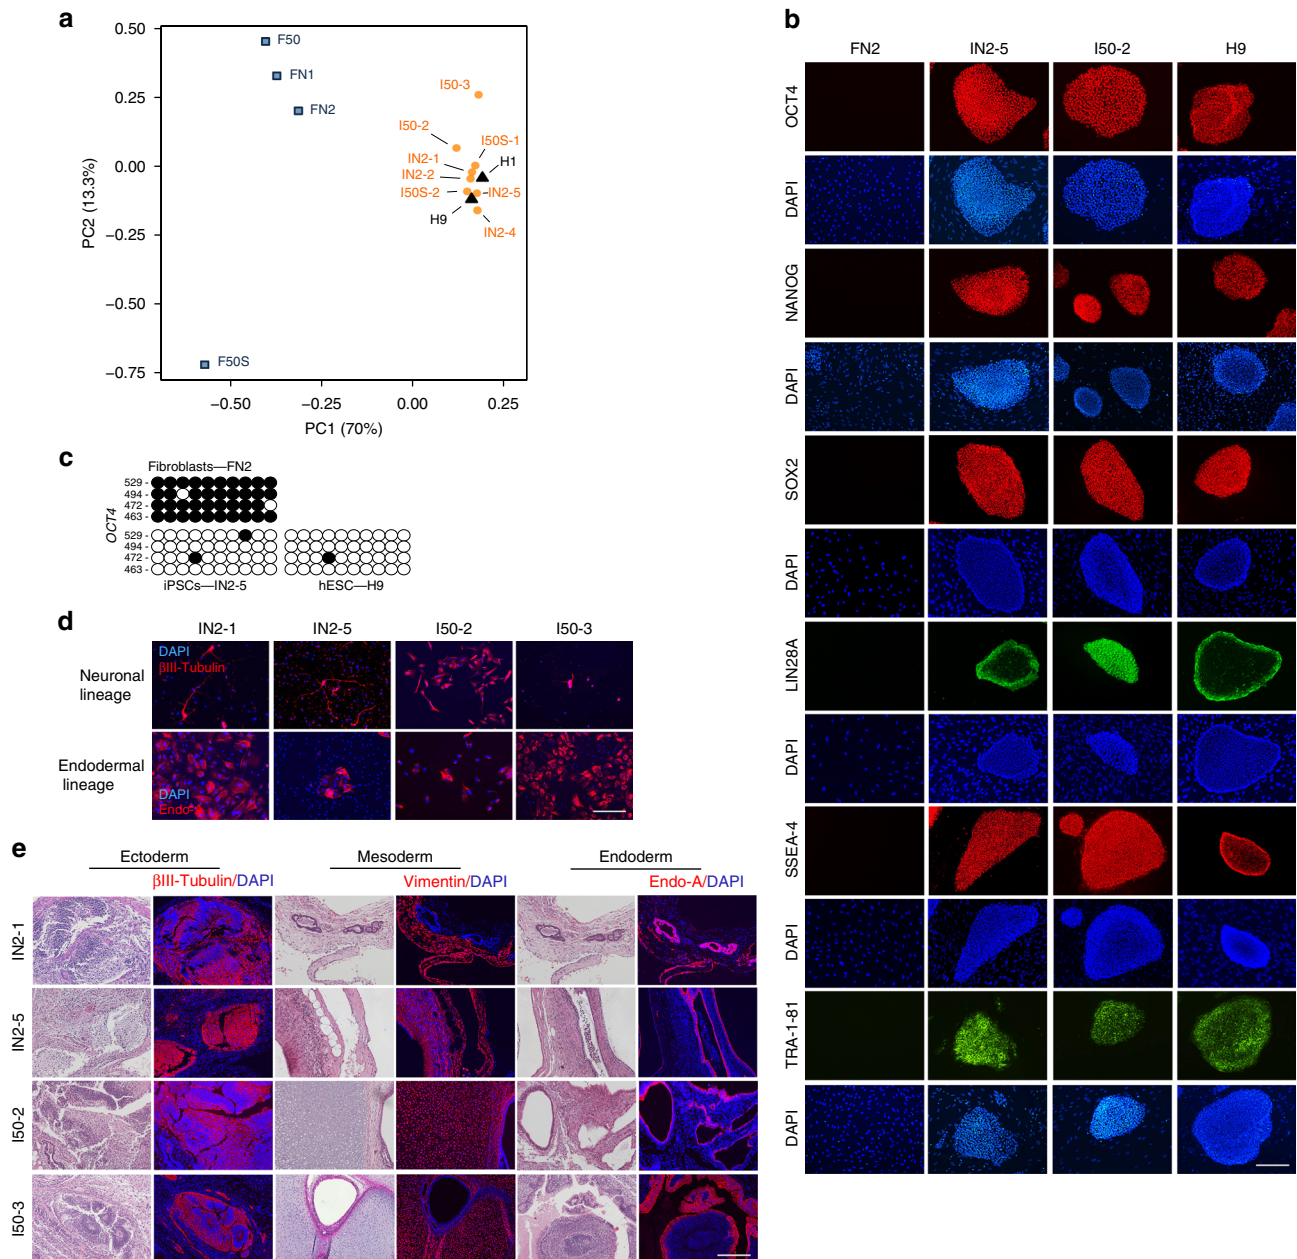 a
0.50
0.25
0.00
−0.25
−0.50
−0.75
PC2 (13.3%)
F50
FN1
FN2
F50S
I50-3
I50-2
I50S-1
IN2-1
H1
IN2-2
I50S-2
IN2-5
H9
IN2-4
−0.50
−0.25
0.00
0.25
PC1 (70%)
b
FN2
IN2-5
I50-2
H9
OCT4
DAPI
NANOG
DAPI
SOX2
DAPI
LIN28A
DAPI
SSEA-4
DAPI
TRA-1-81
DAPI
c
Fibroblasts—FN2
OCT4
529 -
494 -
472 -
463 -
529 -
494 -
472 -
463 -
iPSCs—IN2-5
hESC—H9
d
IN2-1
IN2-5
I50-2
I50-3
Neuronal
lineage
DAPI
βIII-Tubulin
Endodermal
lineage
DAPI
Endo-A
e
Ectoderm
Mesoderm
Endoderm
βIII-Tubulin/DAPI
Vimentin/DAPI
Endo-A/DAPI
IN2-1
IN2-5
I50-2
I50-3